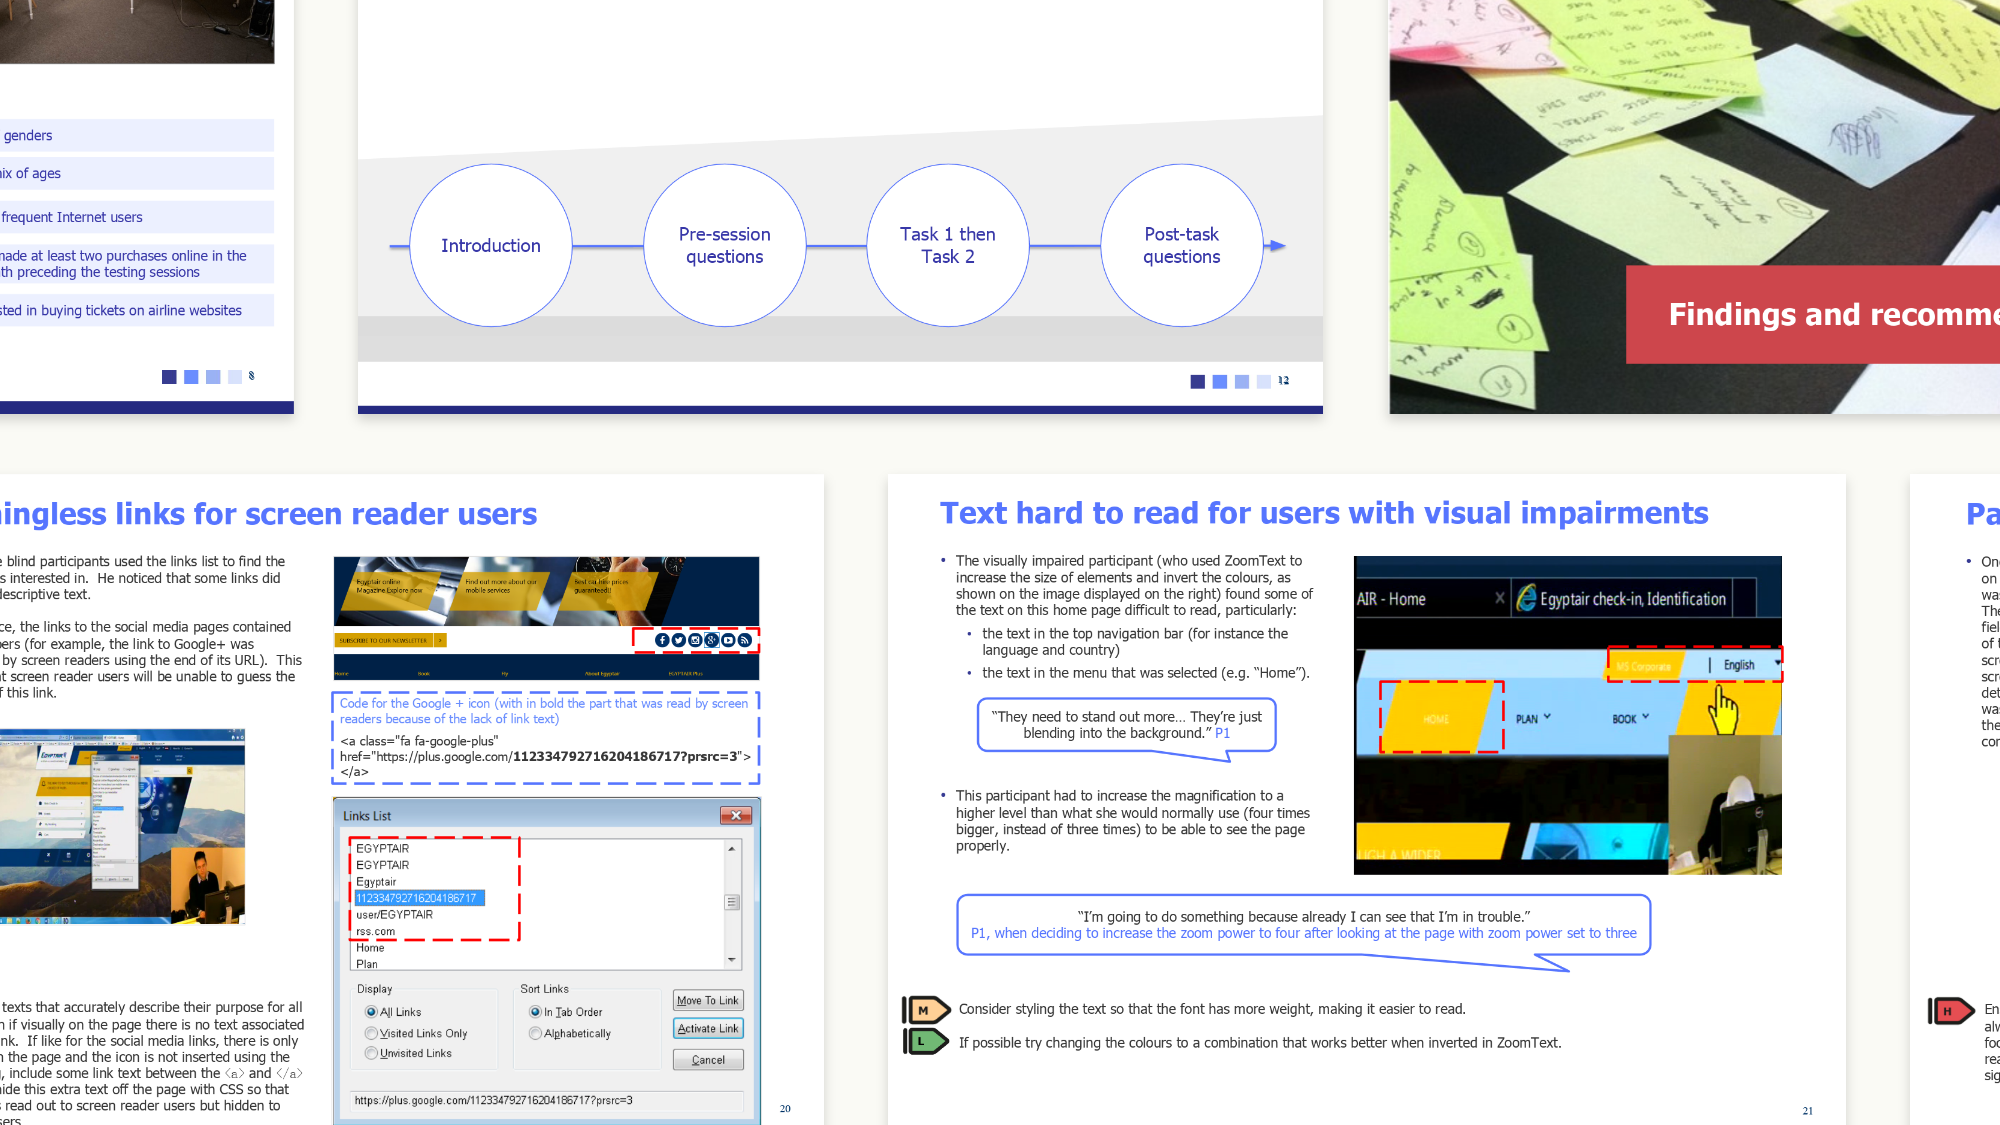 genders
mix of ages
frequent Internet users
made at least two purchases online in the
th preceding the testing sessions
sted in buying tickets on airline websites
8
Introduction
Pre-session
questions
Task 1 then
Task 2
Post-task
questions
12
Findings and recomme
ningless links for screen reader users
e blind participants used the links list to find the
s interested in. He noticed that some links did
descriptive text.
ce, the links to the social media pages contained
bers (for example, the link to Google+ was
by screen readers using the end of its URL). This
t screen reader users will be unable to guess the
f this link.
texts that accurately describe their purpose for all
n if visually on the page there is no text associated
nk. If like for the social media links, there is only
n the page and the icon is not inserted using the
g, include some link text between the <a> and </a>
hide this extra text off the page with CSS so that
s read out to screen reader users but hidden to
sers.
Egyptair online
Magazine Explore now
Find out more about our
mobile services
Best online prices
guaranteed!!
SUBSCRIBE TO OUR NEWSLETTER >
Home Book Fly About Egyptair EGYPTAIR Plus
Code for the Google + icon (with in bold the part that was read by screen
readers because of the lack of link text)
<a class="fa fa-google-plus"
href="https://plus.google.com/112334792716204186717?prsrc=3">
</a>
Links List
EGYPTAIR
EGYPTAIR
Egyptair
112334792716204186717
user/EGYPTAIR
rss.com
Home
Plan
Display
All Links
Visited Links Only
Unvisited Links
Sort Links
In Tab Order
Alphabetically
Move To Link
Activate Link
Cancel
https://plus.google.com/112334792716204186717?prsrc=3
20
Text hard to read for users with visual impairments
• The visually impaired participant (who used ZoomText to
increase the size of elements and invert the colours, as
shown on the image displayed on the right) found some of
the text on this home page difficult to read, particularly:
• the text in the top navigation bar (for instance the
language and country)
• the text in the menu that was selected (e.g. “Home”).
“They need to stand out more… They’re just
blending into the background.” P1
• This participant had to increase the magnification to a
higher level than what she would normally use (four times
bigger, instead of three times) to be able to see the page
properly.
AIR - Home x Egyptair check-in, Identification
MS Corporate | English
HOME PLAN BOOK
UGH A WIDER
“I’m going to do something because already I can see that I’m in trouble.”
P1, when deciding to increase the zoom power to four after looking at the page with zoom power set to three
M Consider styling the text so that the font has more weight, making it easier to read.
L If possible try changing the colours to a combination that works better when inverted in ZoomText.
21
Pa
• One
on
was
The
fiel
of t
scr
scr
det
was
the
con
H En
alw
foc
rea
sig